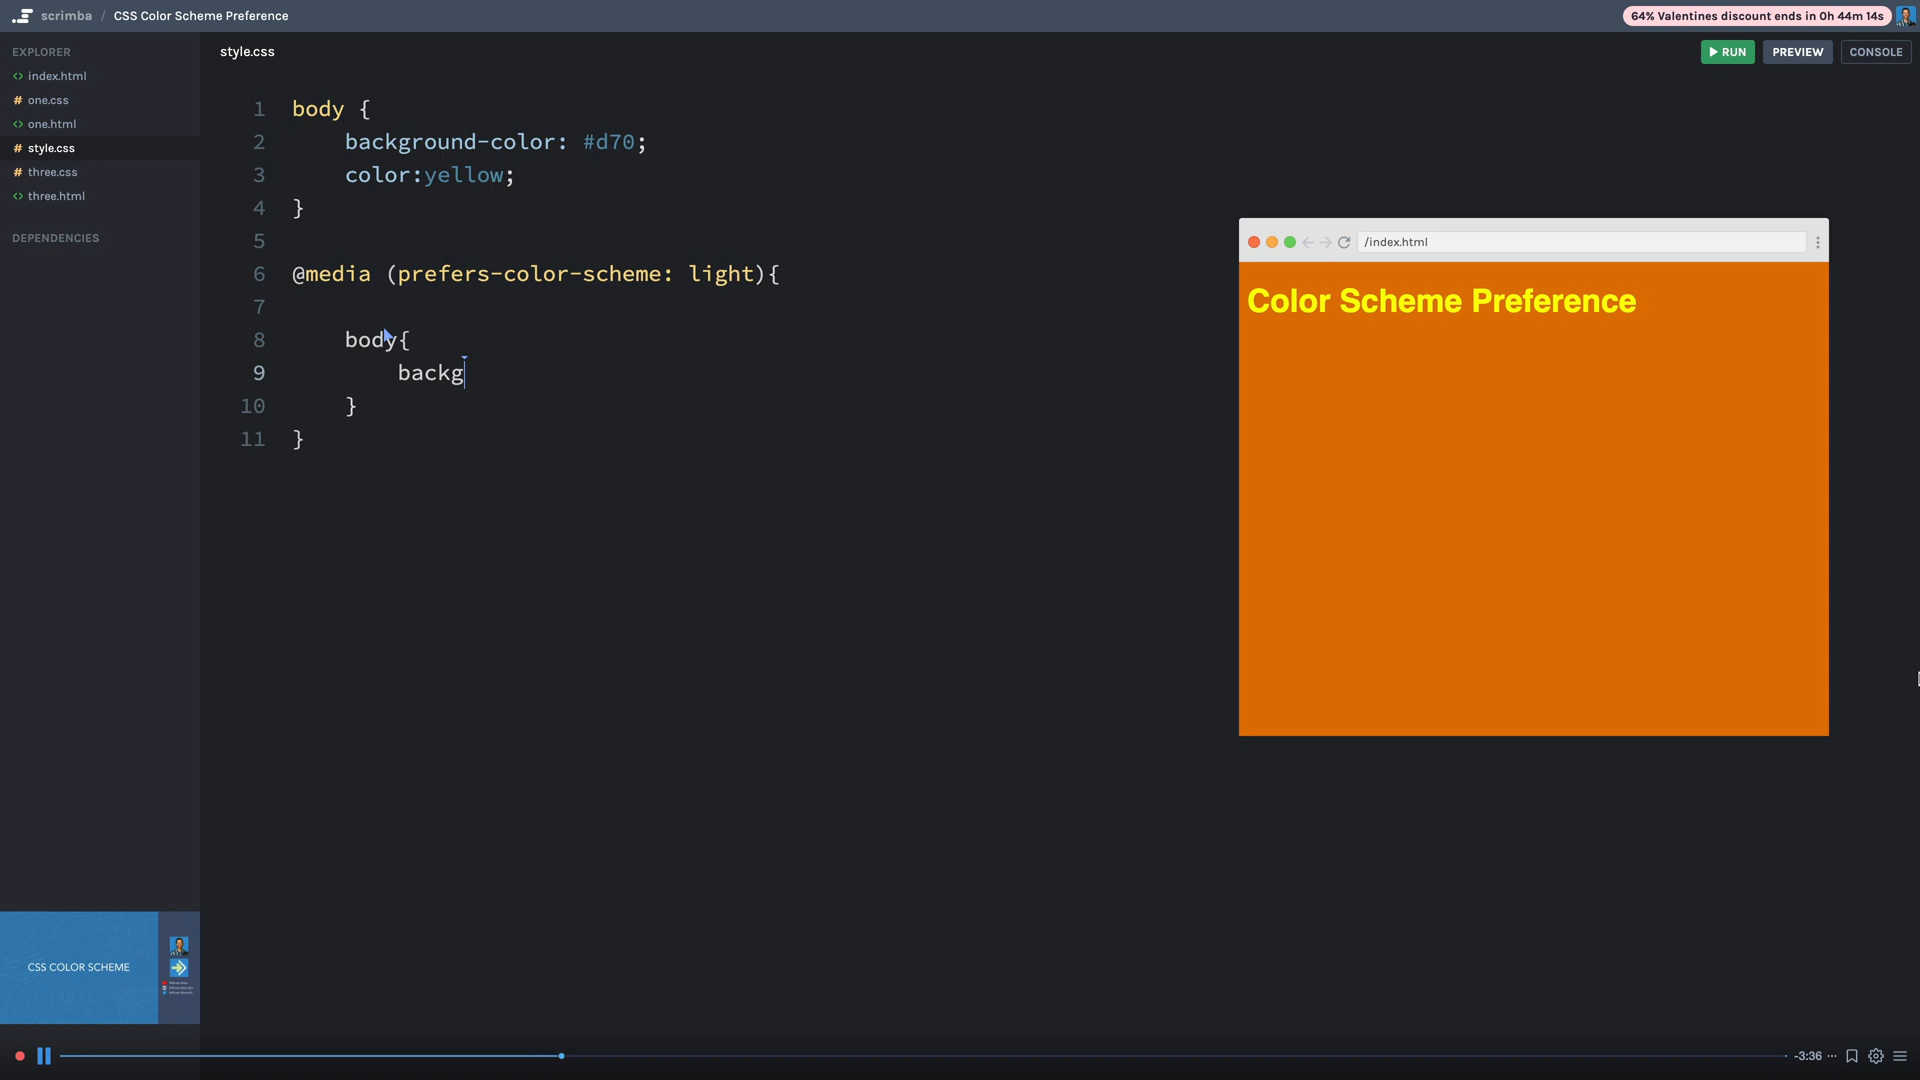 scrimba / CSS Color Scheme Preference
64% Valentines discount ends in 0h 44m 14s
EXPLORER
index.html
one.css
one.html
style.css
three.css
three.html
DEPENDENCIES
style.css
RUN
PREVIEW
CONSOLE
1 body {
2 background-color: #d70;
3 color:yellow;
4 }
5
6 @media (prefers-color-scheme: light){
7
8 body{
9 backg
10 }
11 }
/index.html
Color Scheme Preference
CSS COLOR SCHEME
-3:36